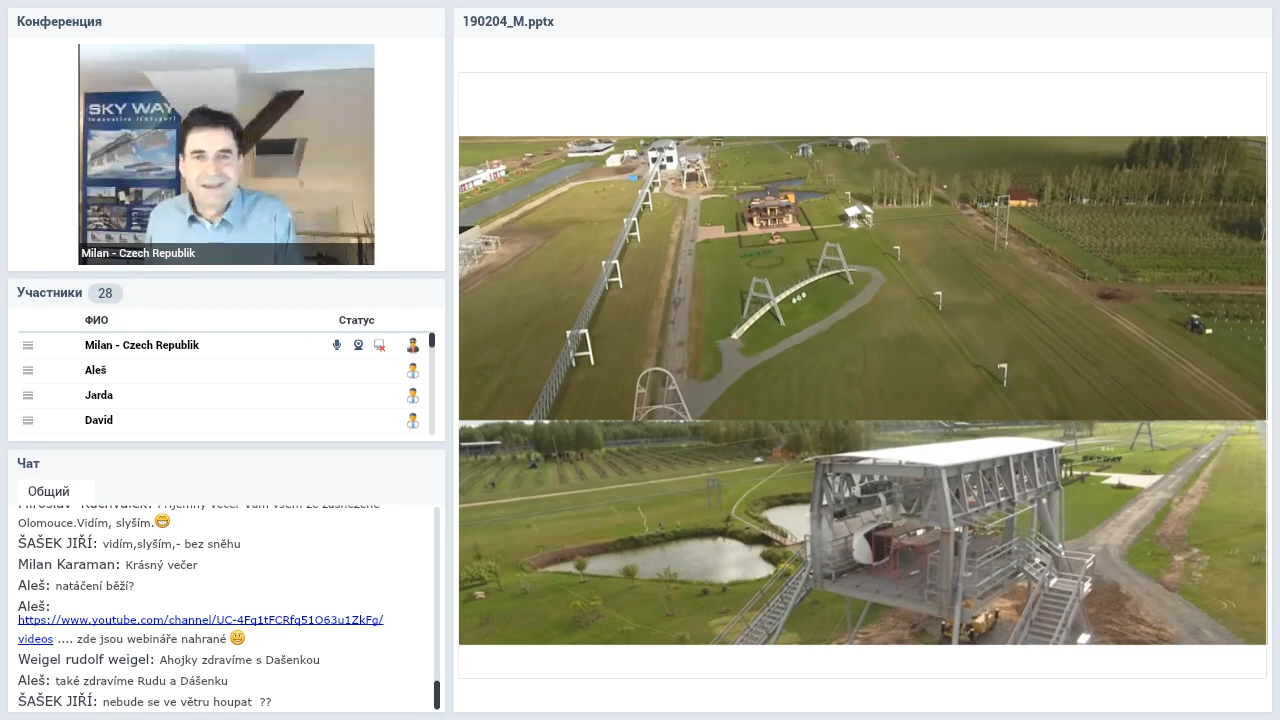 Конференция
SKY WAY
Milan - Czech Republik
Участники 28
ФИО Статус
Milan - Czech Republik
Aleš
Jarda
David
Чат
Общий
Olomouc.Vidím, slyším.
ŠAŠEK JIŘÍ: vidím,slyším,- bez sněhu
Milan Karaman: Krásný večer
Aleš: natáčení běží?
Aleš:
https://www.youtube.com/channel/UC-4Fq1tFCRfq51O63u1ZkFg/
videos .... zde jsou webináře nahrané
Weigel rudolf weigel: Ahojky zdravíme s Dašenkou
Aleš: také zdravíme Rudu a Dášenku
ŠAŠEK JIŘÍ: nebude se ve větru houpat ??
190204_M.pptx
SKYWAY